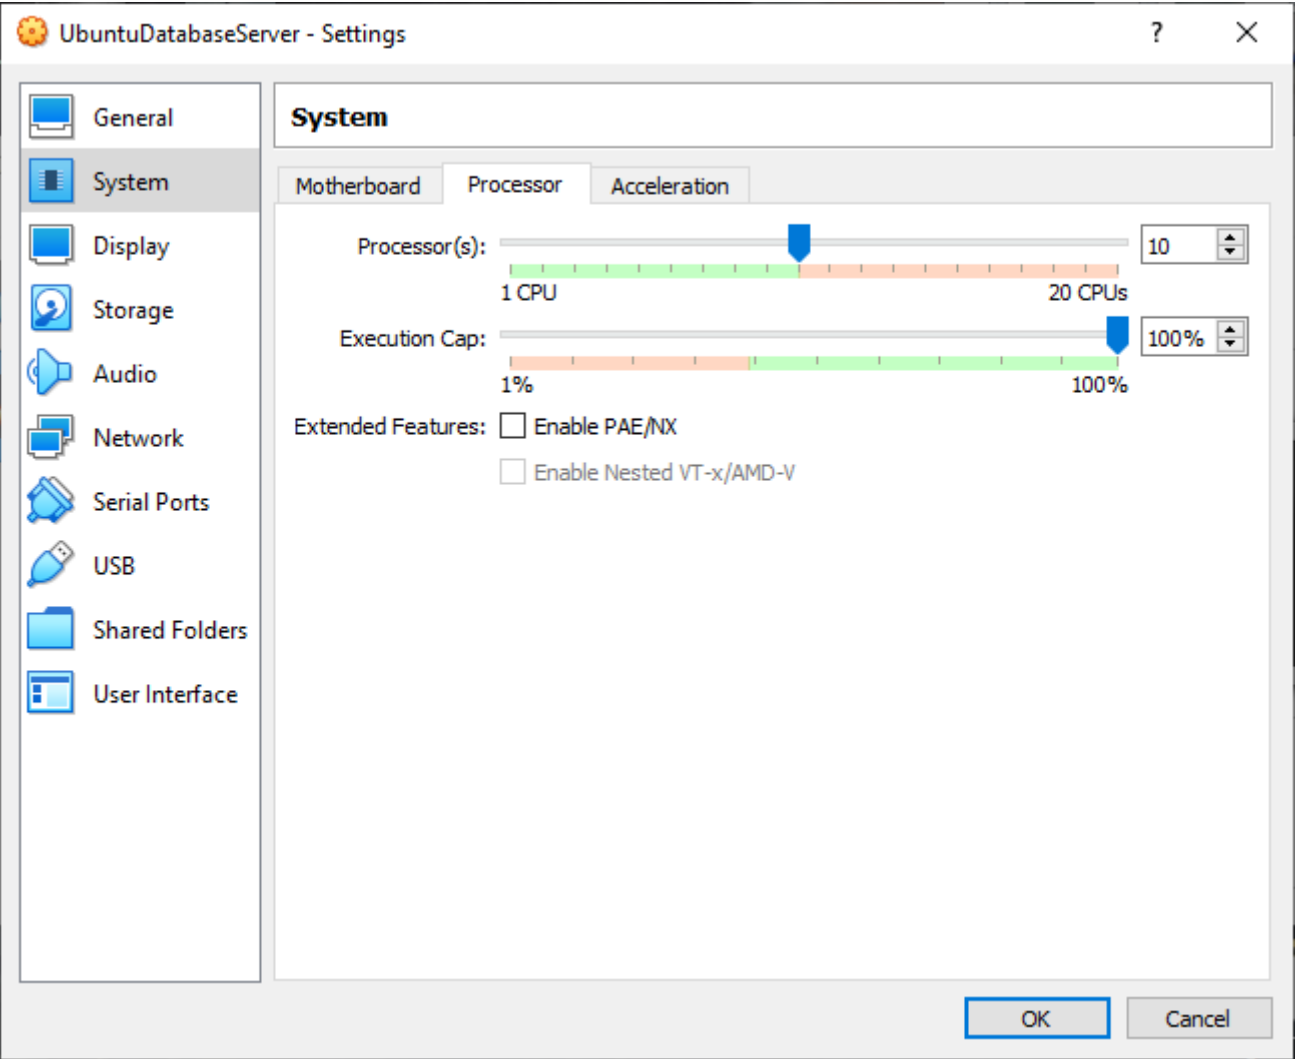 UbuntuDatabaseServer - Settings
?
General
System
Display
Storage
Audio
Network
Serial Ports
USB
Shared Folders
User Interface
System
Motherboard
Processor
Acceleration
Processor(s):
10
1 CPU
20 CPUs
Execution Cap:
100%
1%
100%
Extended Features:
Enable PAE/NX
Enable Nested VT-x/AMD-V
OK
Cancel